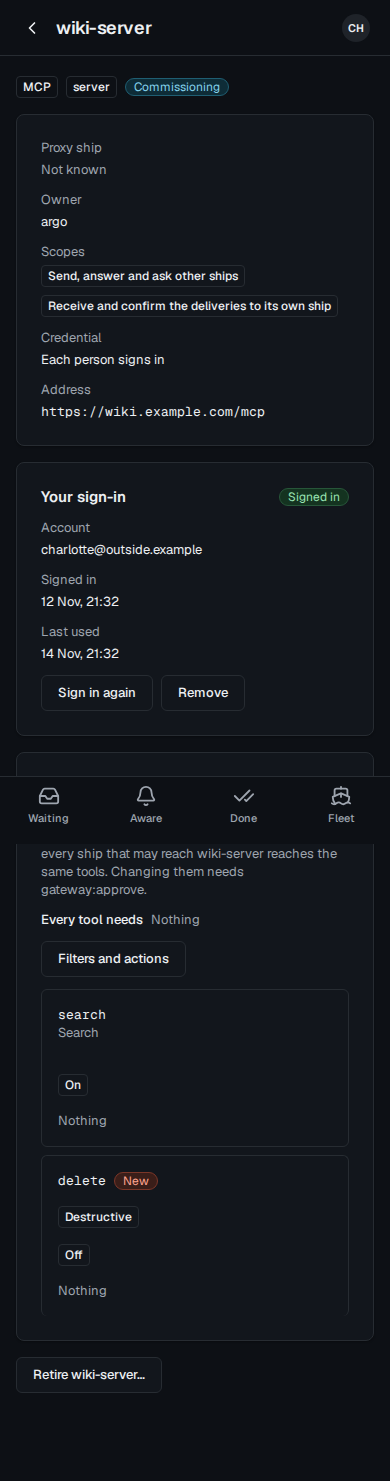 wiki-server
CH
MCP
server
Commissioning
Proxy ship
Not known
Owner
argo
Scopes
Send, answer and ask other ships
Receive and confirm the deliveries to its own ship
Credential
Each person signs in
Address
https://wiki.example.com/mcp
Your sign-in
Signed in
Account
charlotte@outside.example
Signed in
12 Nov, 21:32
Last used
14 Nov, 21:32
Sign in again
Remove
Waiting
Aware
Done
Fleet
every ship that may reach wiki-server reaches the
same tools. Changing them needs
gateway:approve.
Every tool needs Nothing
Filters and actions
search
Search
On
Nothing
delete
New
Destructive
Off
Nothing
Retire wiki-server…